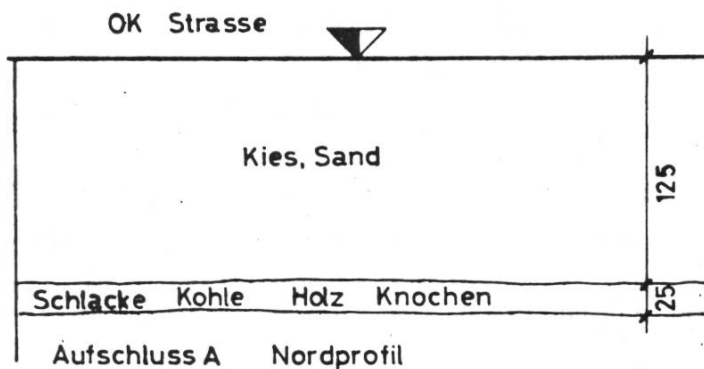 OK Strasse
Kies, Sand
125
Schlacke Kohle Holz Knochen
25
Aufschluss A Nordprofil